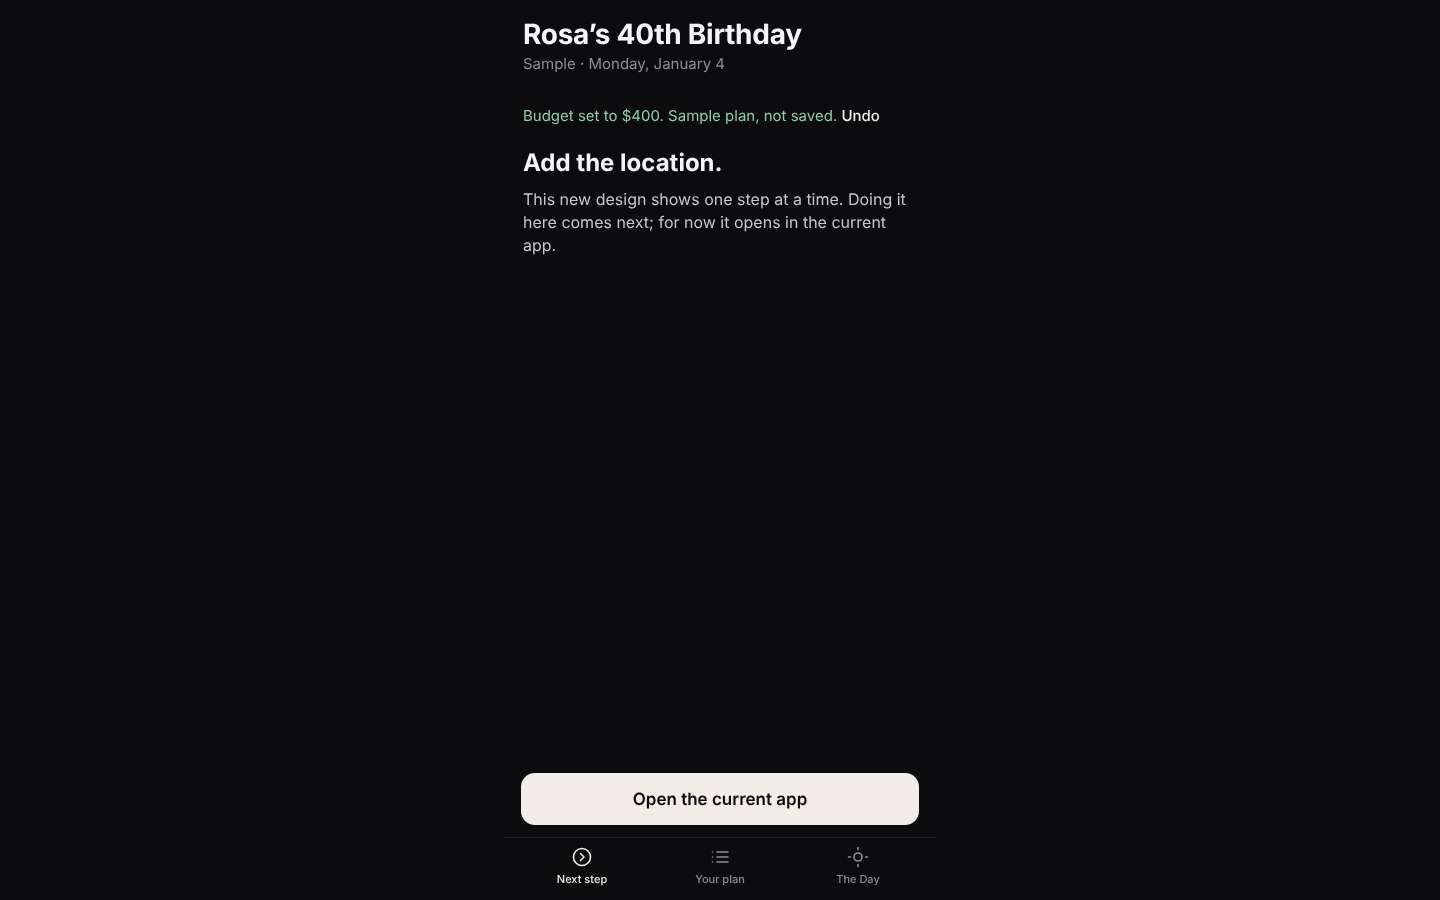 Rosa’s 40th Birthday
Sample · Monday, January 4
Budget set to $400. Sample plan, not saved. Undo
Add the location.
This new design shows one step at a time. Doing it
here comes next; for now it opens in the current
app.
Open the current app
Next step
Your plan
The Day